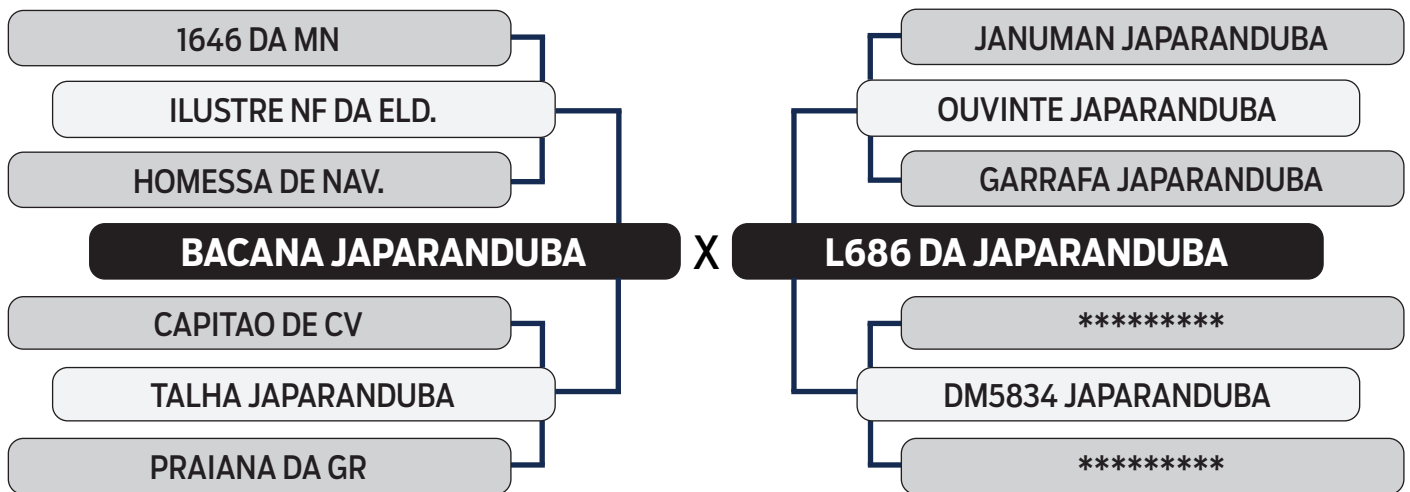 1646 DA MN
ILUSTRE NF DA ELD.
HOMESSA DE NAV.
BACANA JAPARANDUBA
CAPITAO DE CV
TALHA JAPARANDUBA
PRAIANA DA GR
X
JANUMAN JAPARANDUBA
OUVINTE JAPARANDUBA
GARRAFA JAPARANDUBA
L686 DA JAPARANDUBA
*********
DM5834 JAPARANDUBA
*********